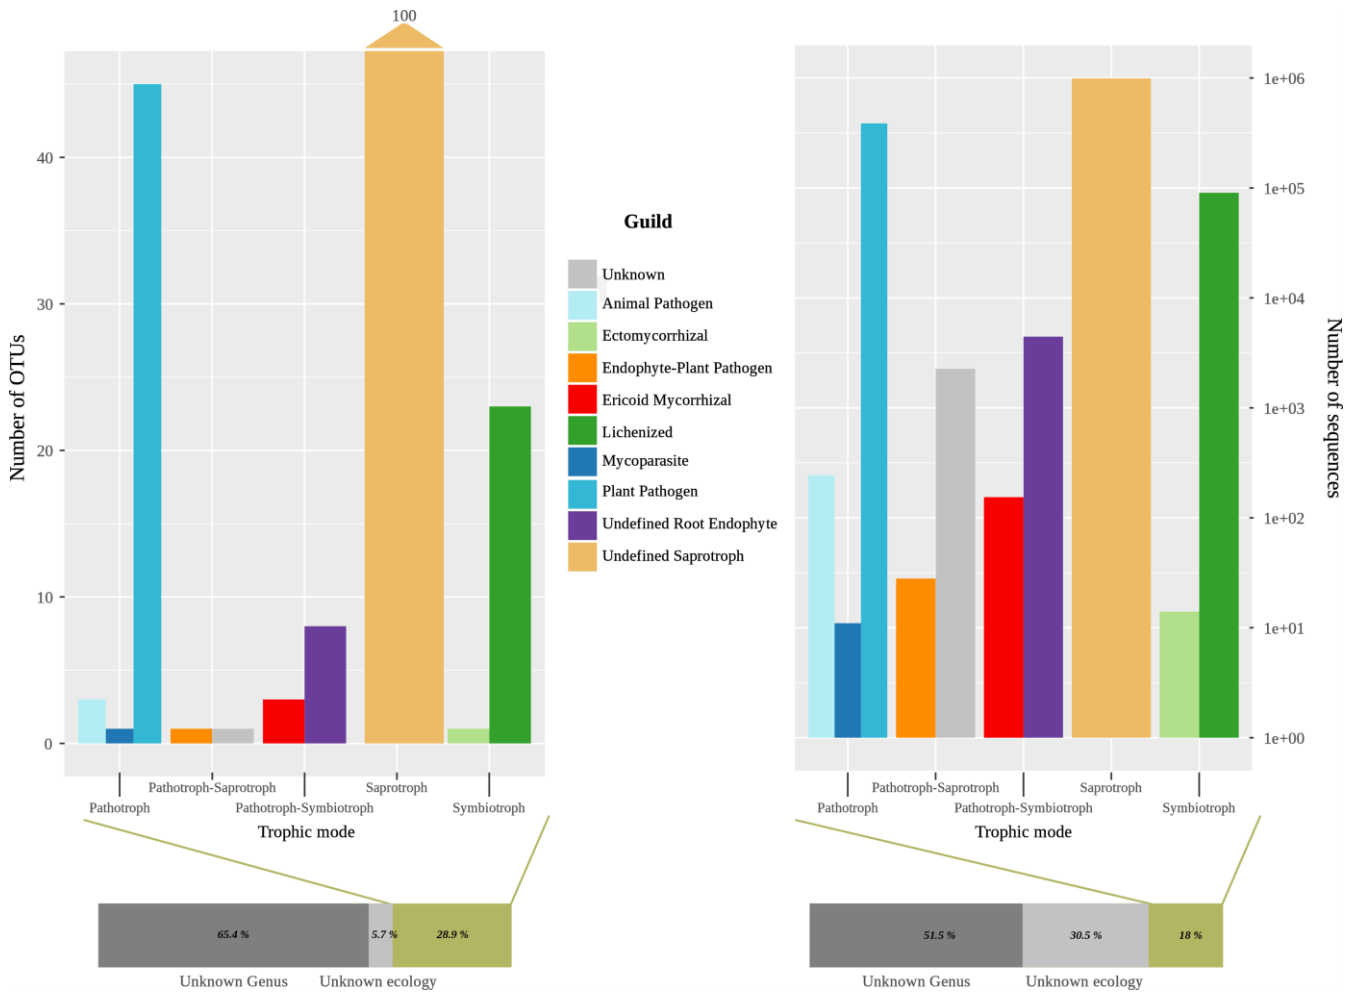 100
40
30
20
10
0
Number of OTUs
Pathotroph-Saprotroph
Saprotroph
Pathotroph
Pathotroph-Symbiotroph
Symbiotroph
Trophic mode
65.4 %
5.7 %
28.9 %
Unknown Genus
Unknown ecology
Guild
Unknown
Animal Pathogen
Ectomycorrhizal
Endophyte-Plant Pathogen
Ericoid Mycorrhizal
Lichenized
Mycoparasite
Plant Pathogen
Undefined Root Endophyte
Undefined Saprotroph
1e+06
1e+05
1e+04
1e+03
1e+02
1e+01
1e+00
Number of sequences
Pathotroph-Saprotroph
Saprotroph
Pathotroph
Pathotroph-Symbiotroph
Symbiotroph
Trophic mode
51.5 %
30.5 %
18 %
Unknown Genus
Unknown ecology